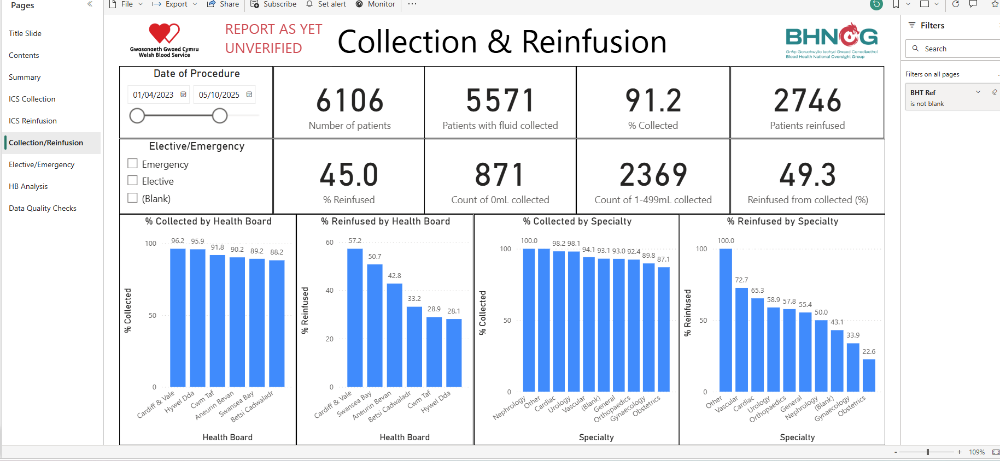 Pages
File
Export
Share
Subscribe
Set alert
Monitor
Title Slide
Contents
Summary
ICS Collection
ICS Reinfusion
Collection/Reinfusion
Elective/Emergency
HB Analysis
Data Quality Checks
Gwasanaeth Gwaed Cymru
Welsh Blood Service
REPORT AS YET
UNVERIFIED
Collection & Reinfusion
BHNOG
Grŵp Goruchwylio Iechyd Gwaed Cenedlaethol
Blood Health National Oversight Group
Date of Procedure
01/04/2023
05/10/2025
6106
Number of patients
5571
Patients with fluid collected
91.2
% Collected
2746
Patients reinfused
Elective/Emergency
Emergency
Elective
(Blank)
45.0
% Reinfused
871
Count of 0mL collected
2369
Count of 1-499mL collected
49.3
Reinfused from collected (%)
% Collected by Health Board
% Collected
100
50
0
96.2 95.9 91.8 90.2 89.2 88.2
Cardiff & Vale
Hywel Dda
Cwm Taf
Aneurin Bevan
Swansea Bay
Betsi Cadwaladr
Health Board
% Reinfused by Health Board
% Reinfused
60
40
20
0
57.2 50.7 42.8 33.2 28.9 28.1
Cardiff & Vale
Swansea Bay
Aneurin Bevan
Betsi Cadwaladr
Cwm Taf
Hywel Dda
Health Board
% Collected by Specialty
% Collected
100
50
0
100.0 98.2 98.1 94.1 93.1 93.0 92.4 89.8 87.1
Nephrology
Other
Cardiac
Urology
Vascular
(Blank)
General
Orthopaedics
Gynaecology
Obstetrics
Specialty
% Reinfused by Specialty
% Reinfused
100
50
0
100.0 72.7 65.3 58.9 57.8 55.4 50.0 43.1 33.9 22.6
Other
Vascular
Cardiac
Urology
Orthopaedics
General
Nephrology
(Blank)
Gynaecology
Obstetrics
Specialty
Filters
Search
Filters on all pages
BHT Ref
is not blank
- + 109%